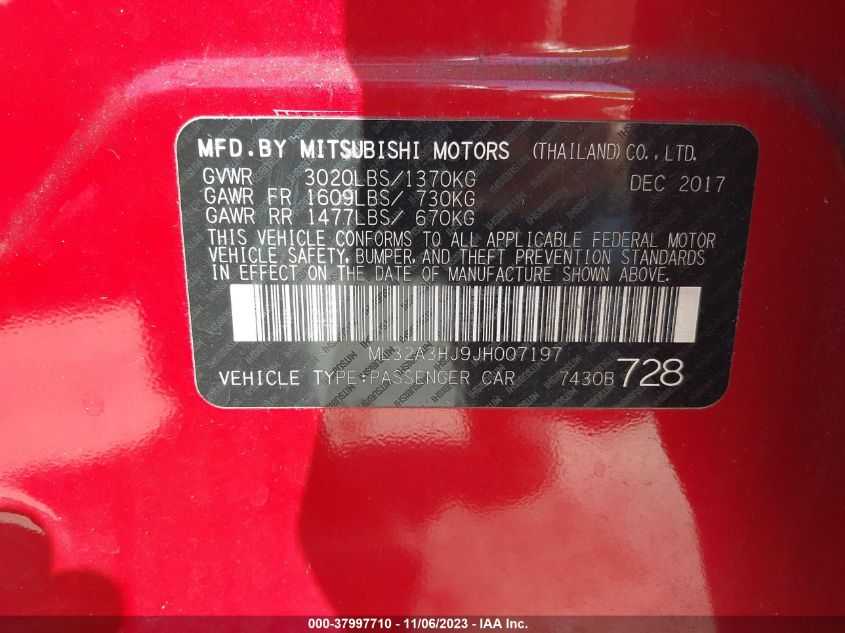 MFD.BY MITSUBISHI MOTORS (THAILAND)CO.,LTD.
GVWR 3020LBS/1370KG DEC 2017
GAWR FR 1609LBS/ 730KG
GAWR RR 1477LBS/ 670KG
THIS VEHICLE CONFORMS TO ALL APPLICABLE FEDERAL MOTOR
VEHICLE SAFETY, BUMPER, AND THEFT PREVENTION STANDARDS
IN EFFECT ON THE DATE OF MANUFACTURE SHOWN ABOVE.
ML32A3HJ9JH007197
VEHICLE TYPE:PASSENGER CAR 7430B 728
000-37997710 - 11/06/2023 - IAA Inc.